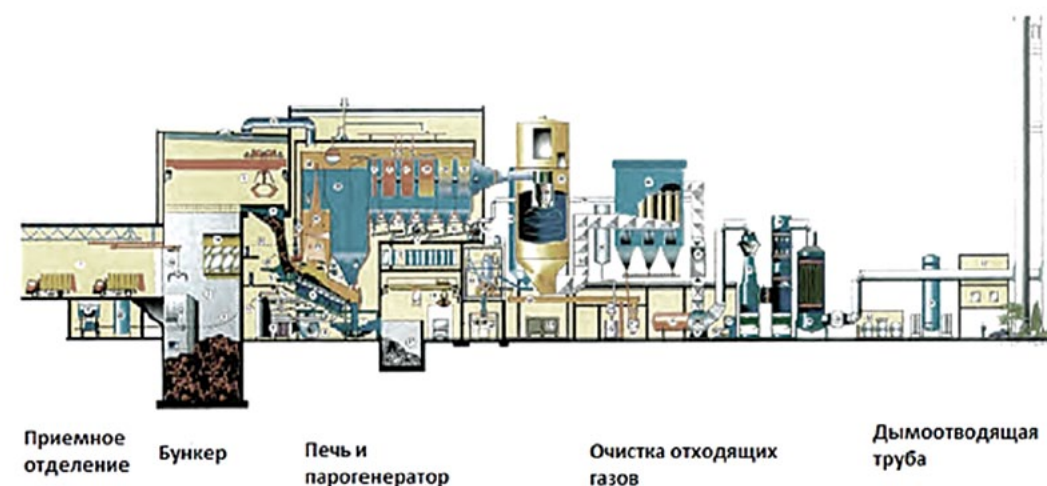 Приемное
отделение
Бункер
Печь и
парогенератор
Очистка отходящих
газов
Дымоотводящая
труба